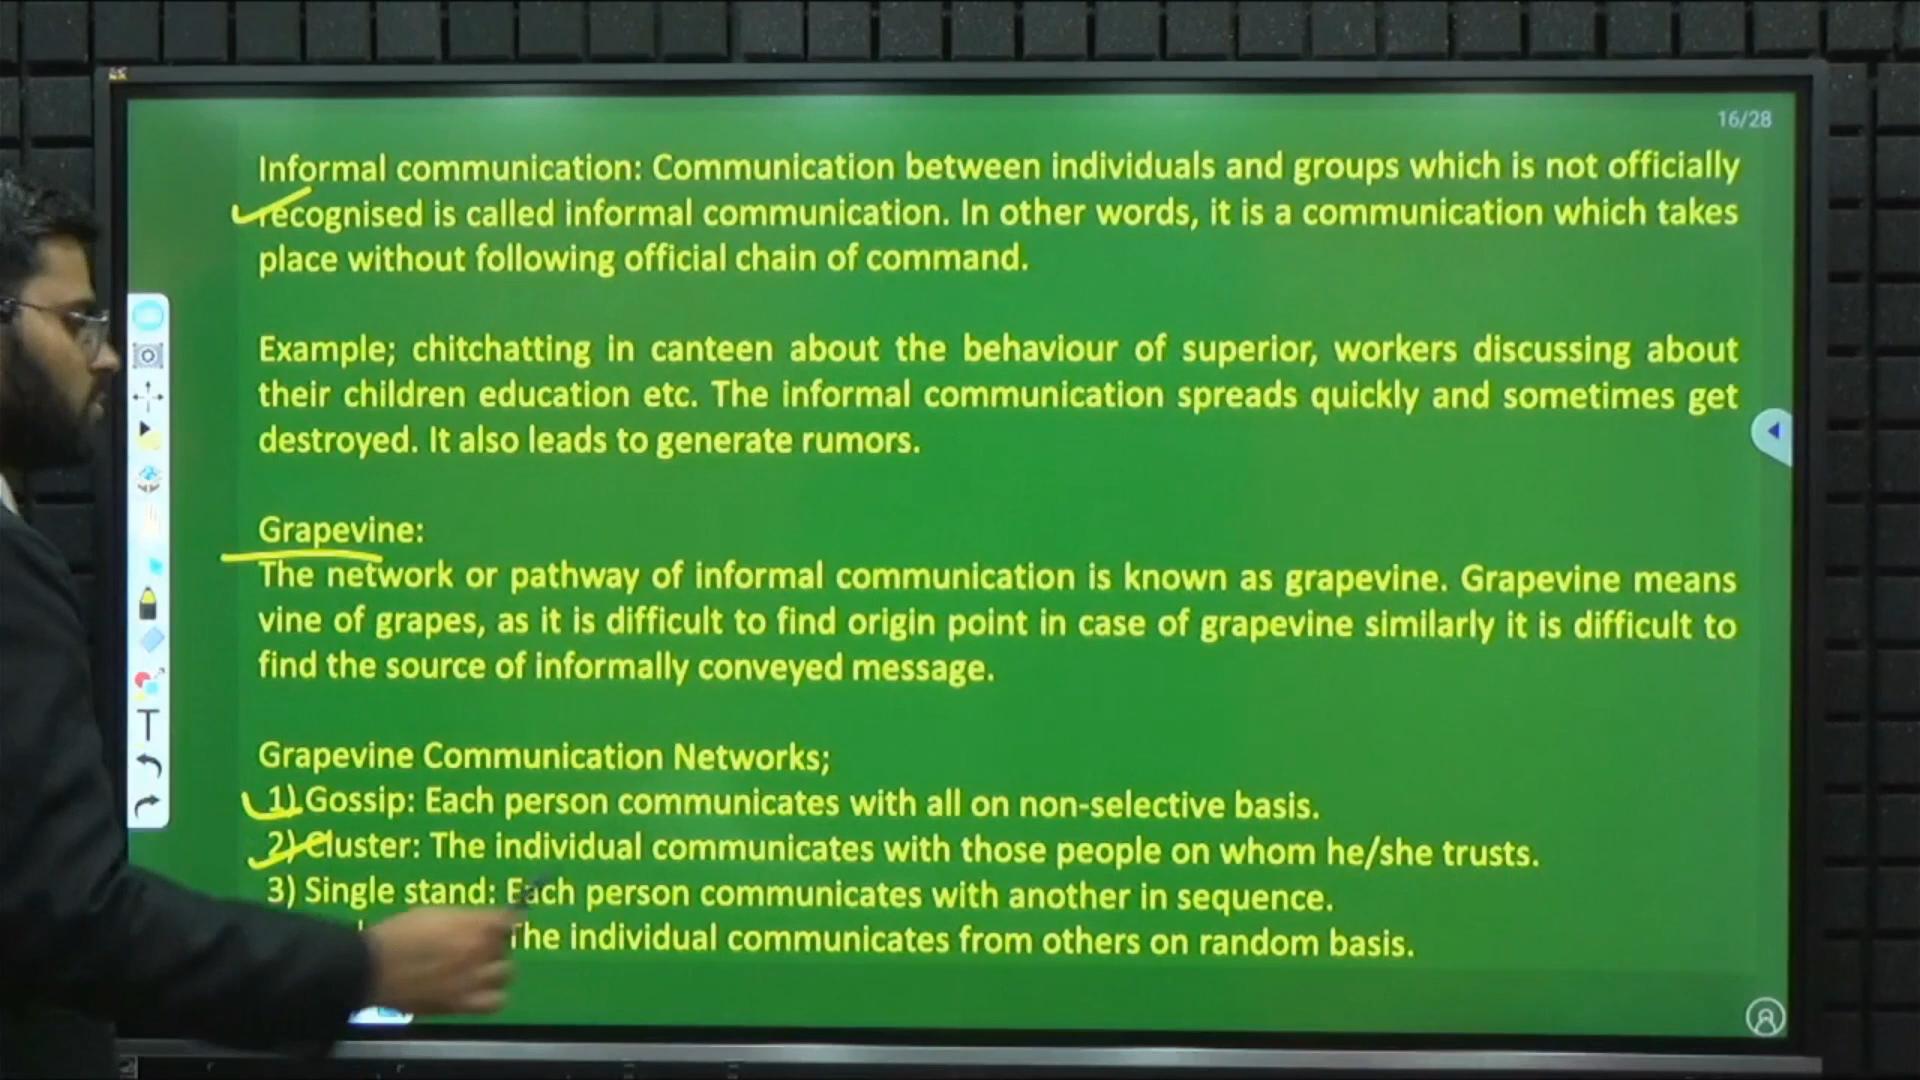 16/28
Informal communication: Communication between individuals and groups which is not officially
recognised is called informal communication. In other words, it is a communication which takes
place without following official chain of command.
Example; chitchatting in canteen about the behaviour of superior, workers discussing about
their children education etc. The informal communication spreads quickly and sometimes get
destroyed. It also leads to generate rumors.
Grapevine:
The network or pathway of informal communication is known as grapevine. Grapevine means
vine of grapes, as it is difficult to find origin point in case of grapevine similarly it is difficult to
find the source of informally conveyed message.
Grapevine Communication Networks;
1) Gossip: Each person communicates with all on non-selective basis.
2) Cluster: The individual communicates with those people on whom he/she trusts.
3) Single stand: Each person communicates with another in sequence.
The individual communicates from others on random basis.